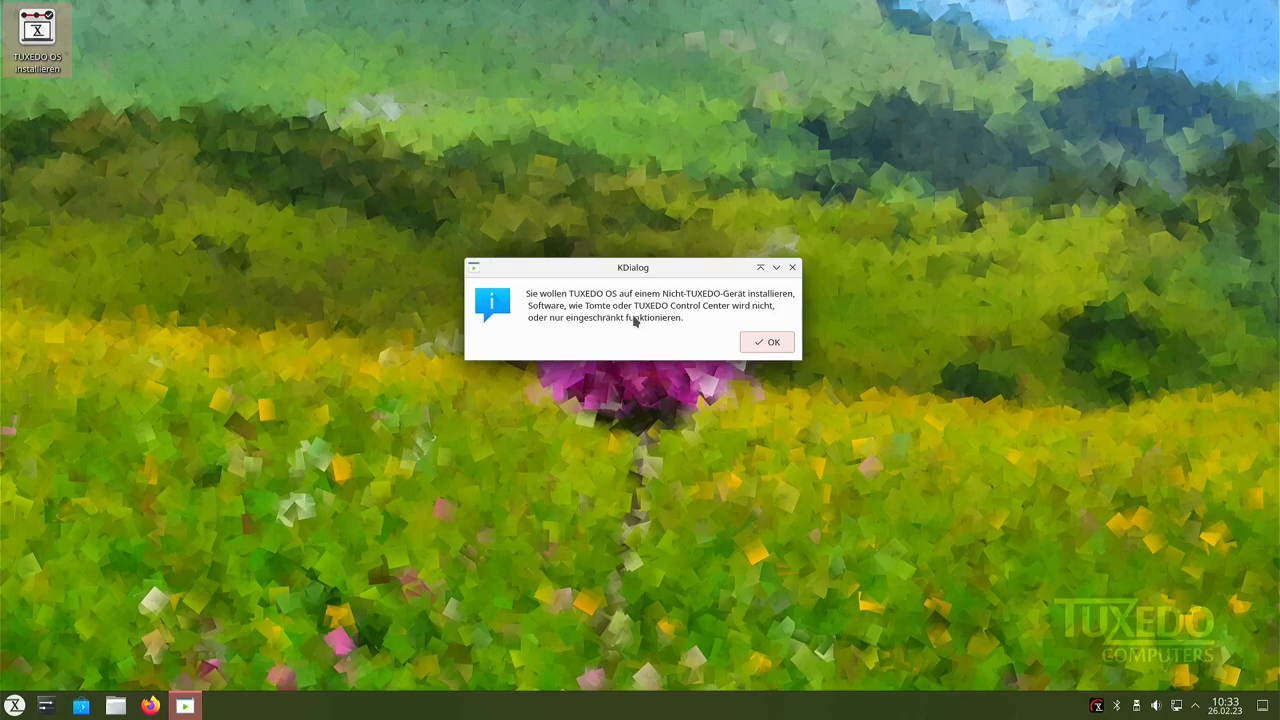 TUXEDO OS
installieren
KDialog
Sie wollen TUXEDO OS auf einem Nicht-TUXEDO-Gerät installieren,
Software, wie Tomte oder TUXEDO Control Center wird nicht,
oder nur eingeschränkt funktionieren.
OK
TUXEDO
COMPUTERS
10:33
26.02.23